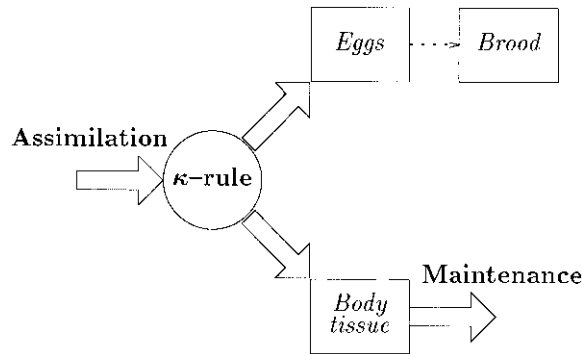 Eggs
Brood
Assimilation
κ–rule
Maintenance
Body
tissue